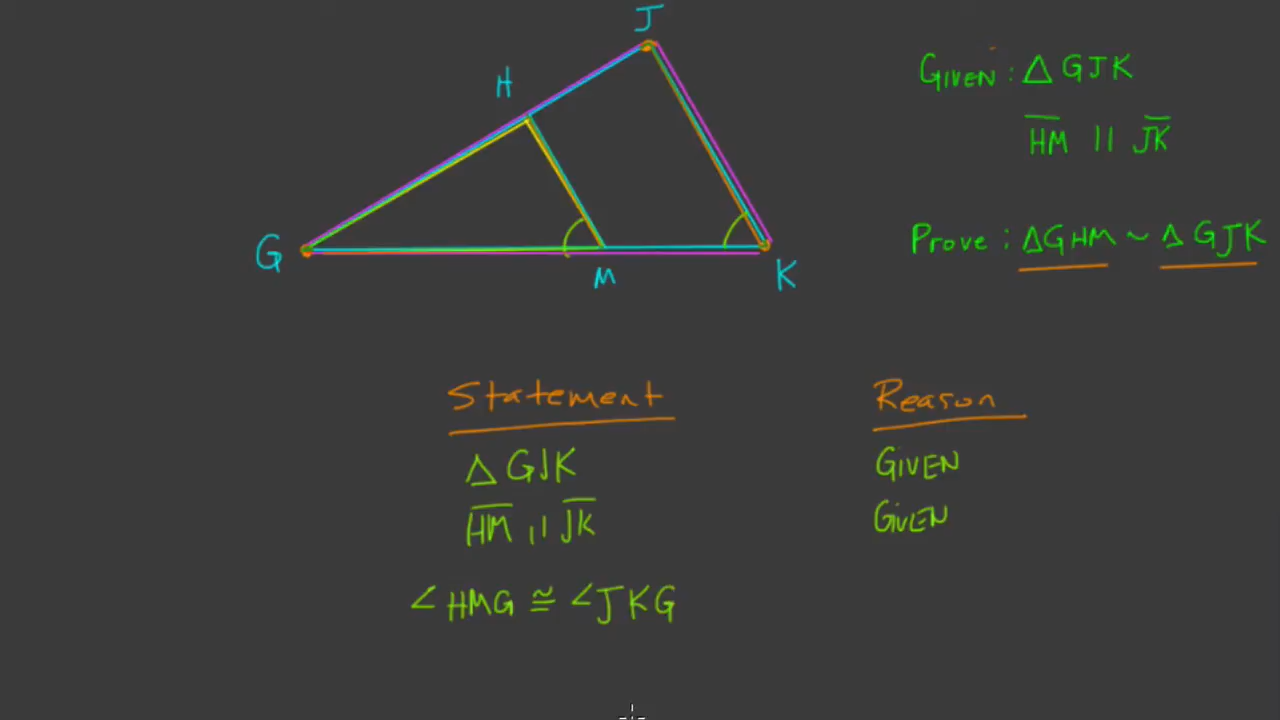 J
H
GIVEN: △ GJK
HM || JK
G
M
K
Prove: △GHM ~ △ GJK
Statement
Reason
△ GJK
GIVEN
HM || JK
GIVEN
∠ HMG ≅ ∠JKG